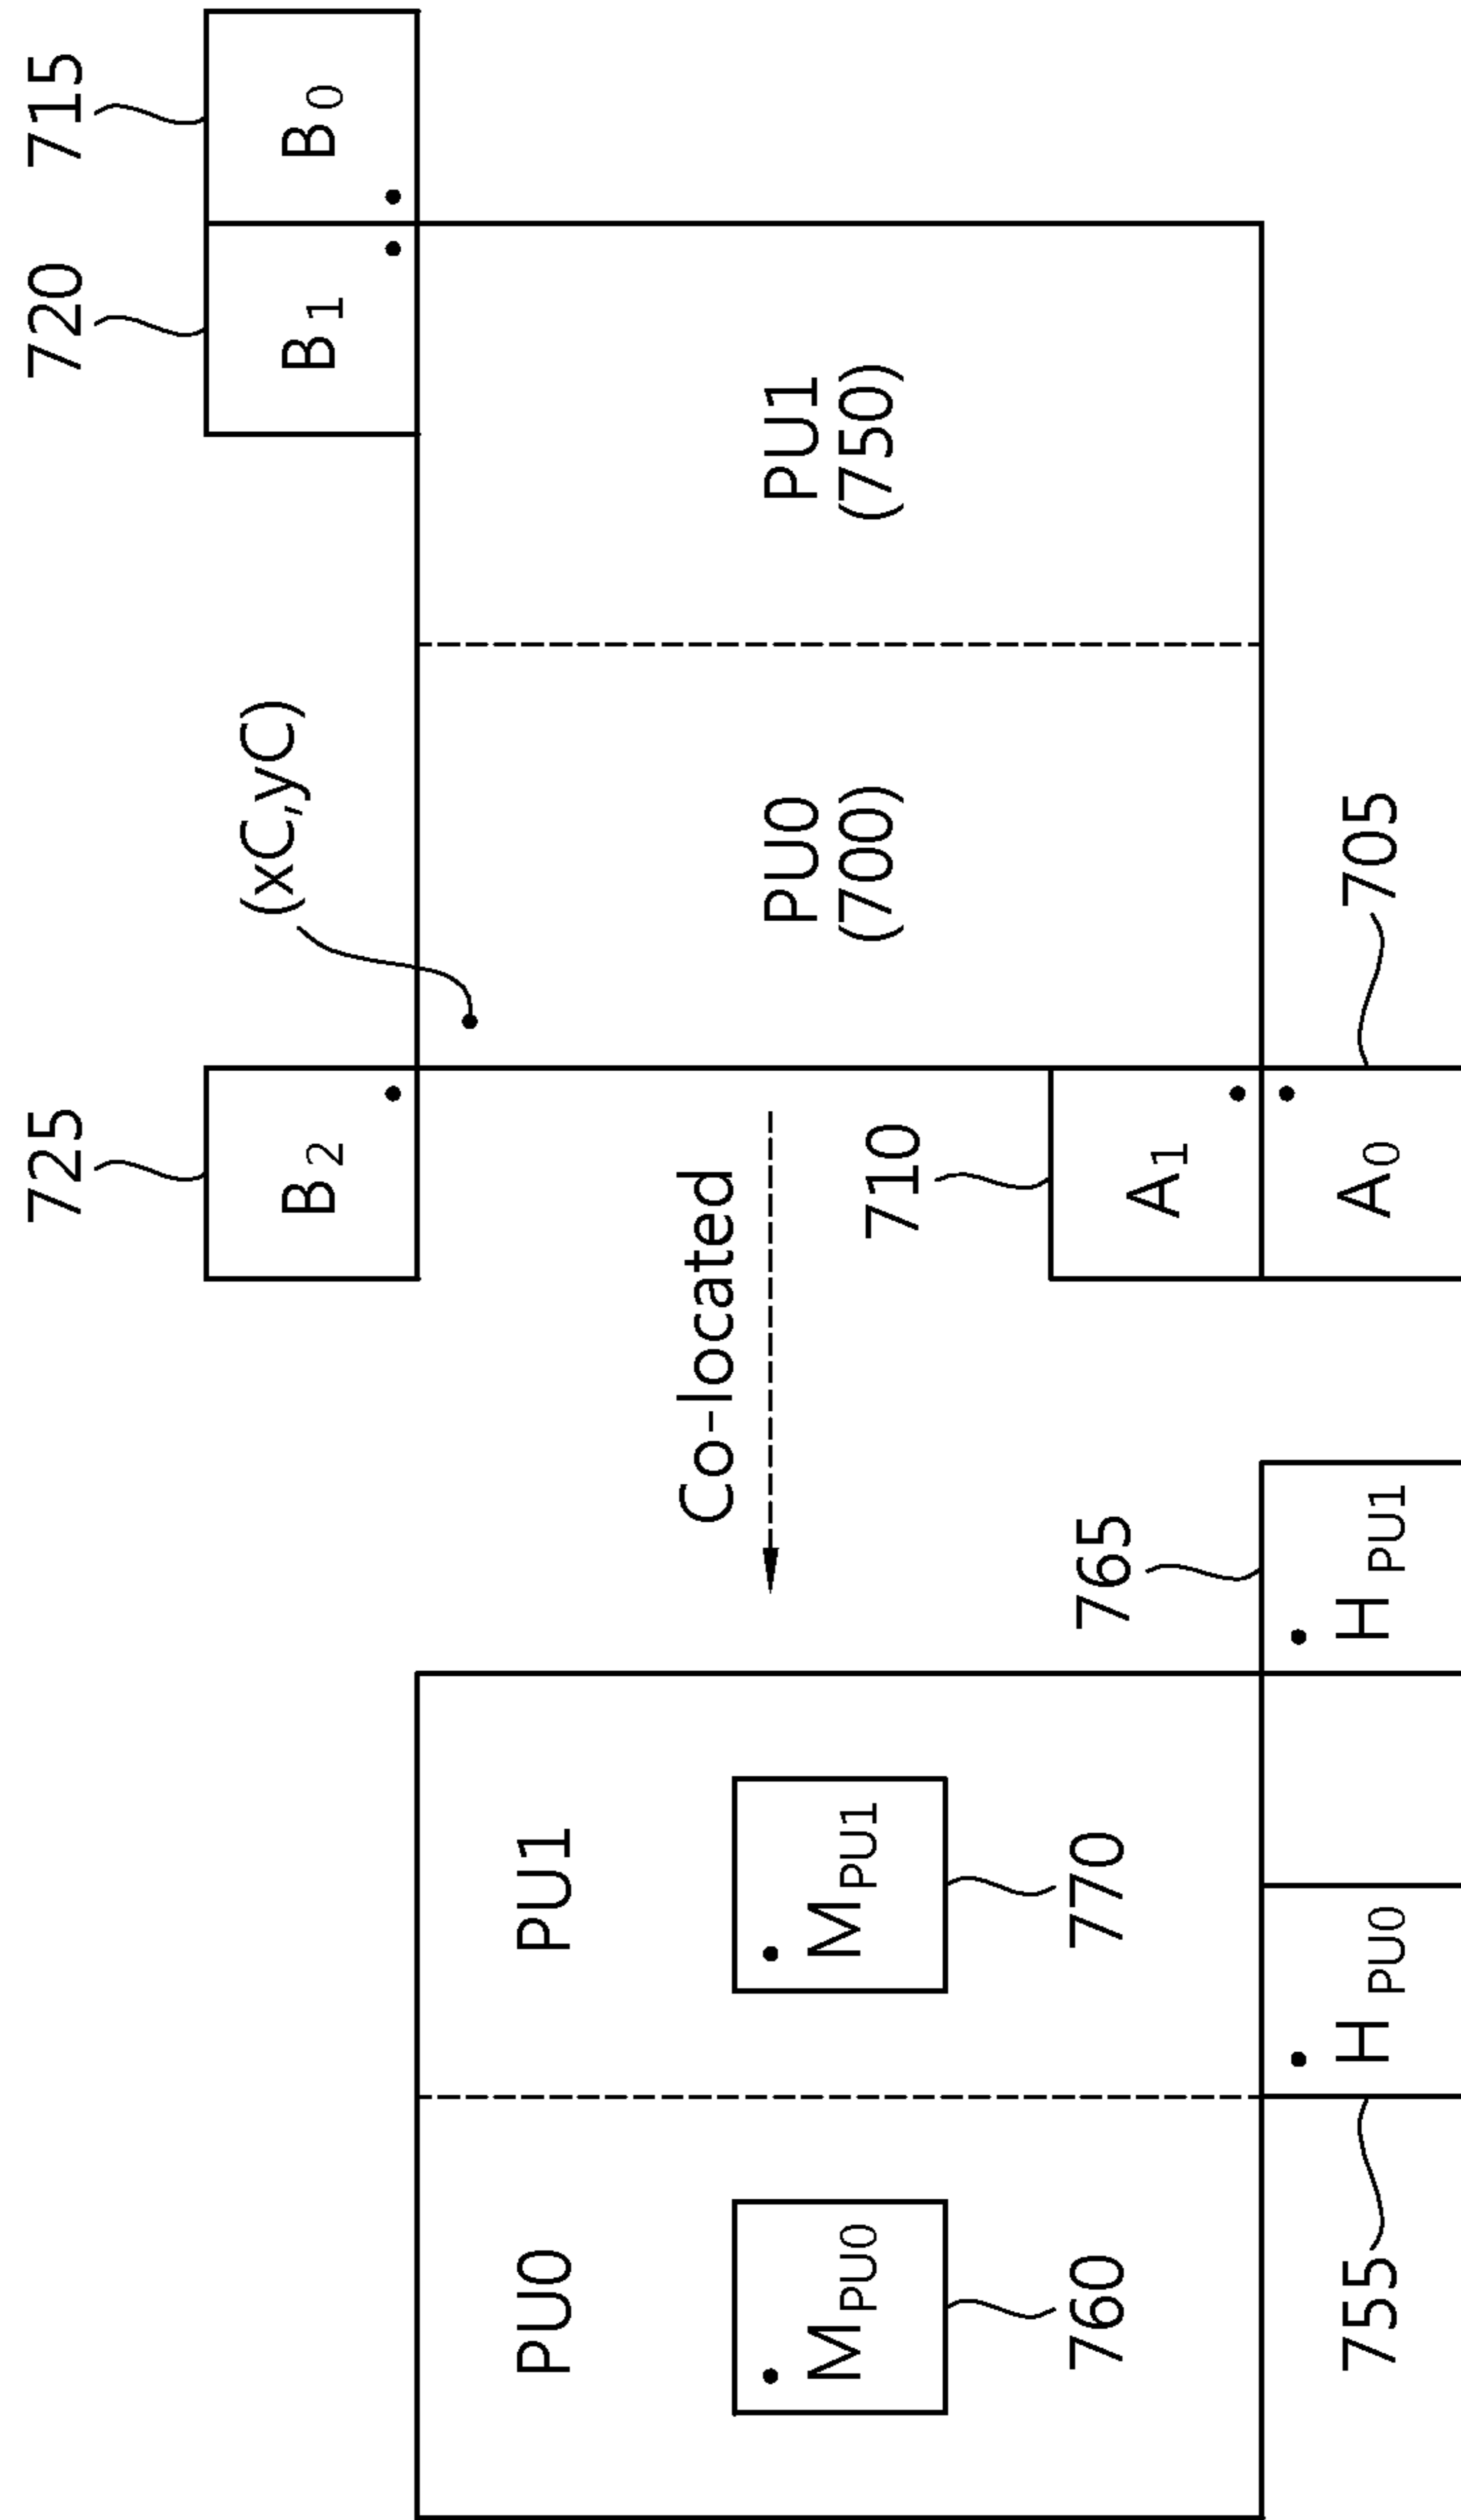 725
720
715
B2
B1
B0
(xC,yC)
Co-located
PU0
(700)
PU1
(750)
710
A1
A0
705
PU0
PU1
MPU0
MPU1
760
770
765
HPU0
HPU1
755